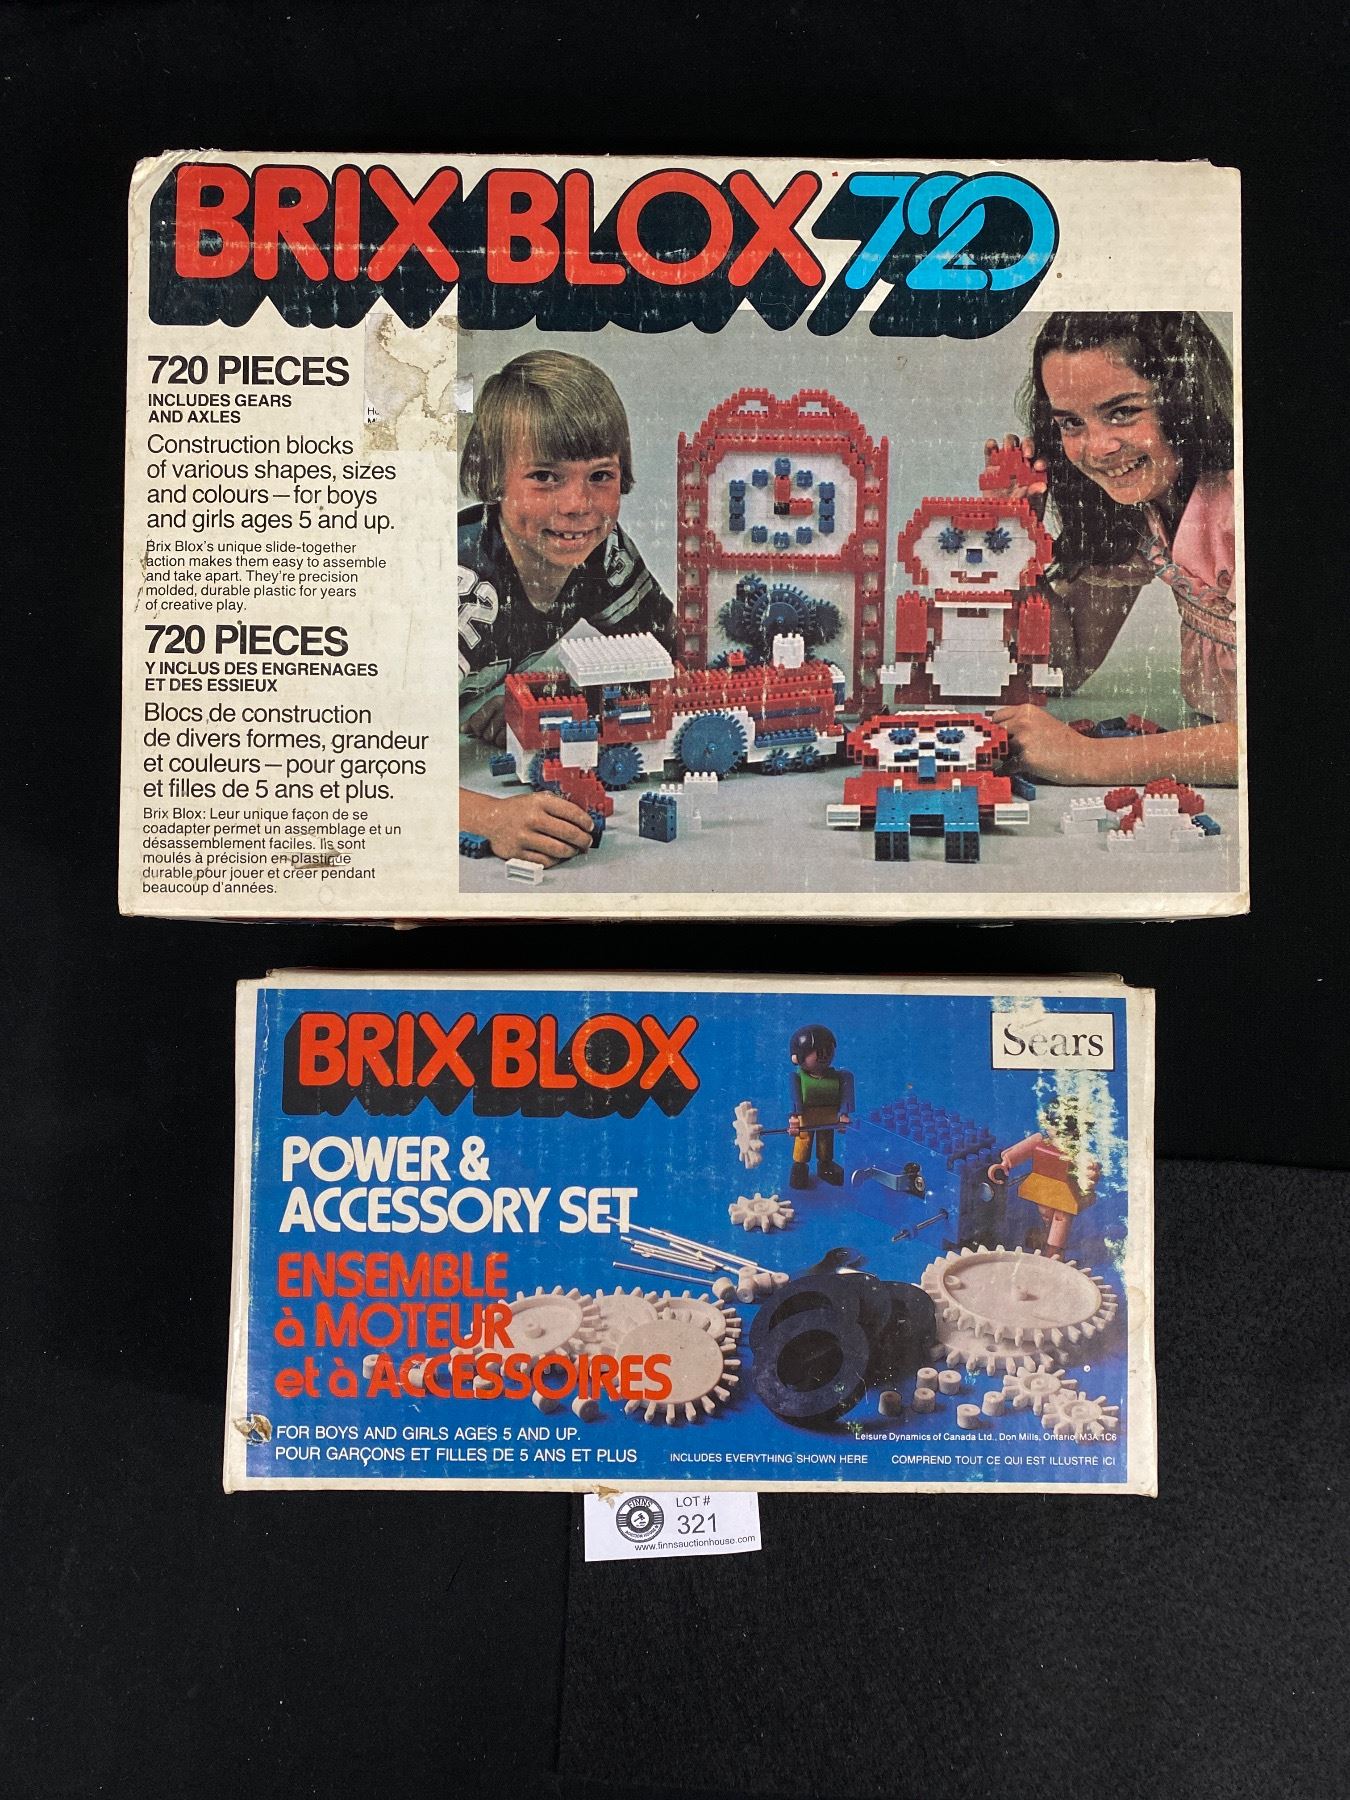 BRIX BLOX 720
720 PIECES
INCLUDES GEARS
AND AXLES
Construction blocks
of various shapes, sizes
and colours—for boys
and girls ages 5 and up.
Brix Blox's unique slide-together
action makes them easy to assemble
and take apart. They're precision
molded, durable plastic for years
of creative play.
720 PIECES
Y INCLUS DES ENGRENAGES
ET DES ESSIEUX
Blocs de construction
de divers formes, grandeur
et couleurs—pour garçons
et filles de 5 ans et plus.
Brix Blox: Leur unique façon de se
coadapter permet un assemblage et un
désassemblement faciles. Ils sont
moulés à précision en plastique
durable pour jouer et créer pendant
beaucoup d'années.
BRIX BLOX
Sears
POWER &
ACCESSORY SET
ENSEMBLE
à MOTEUR
et à ACCESSOIRES
FOR BOYS AND GIRLS AGES 5 AND UP.
POUR GARÇONS ET FILLES DE 5 ANS ET PLUS
Leisure Dynamics of Canada Ltd., Don Mills, Ontario, M3A 1C6
INCLUDES EVERYTHING SHOWN HERE
COMPREND TOUT CE QUI EST ILLUSTRÉ ICI
FINN'S
AUCTION HOUSE
LOT #
321
www.finnsauctionhouse.com